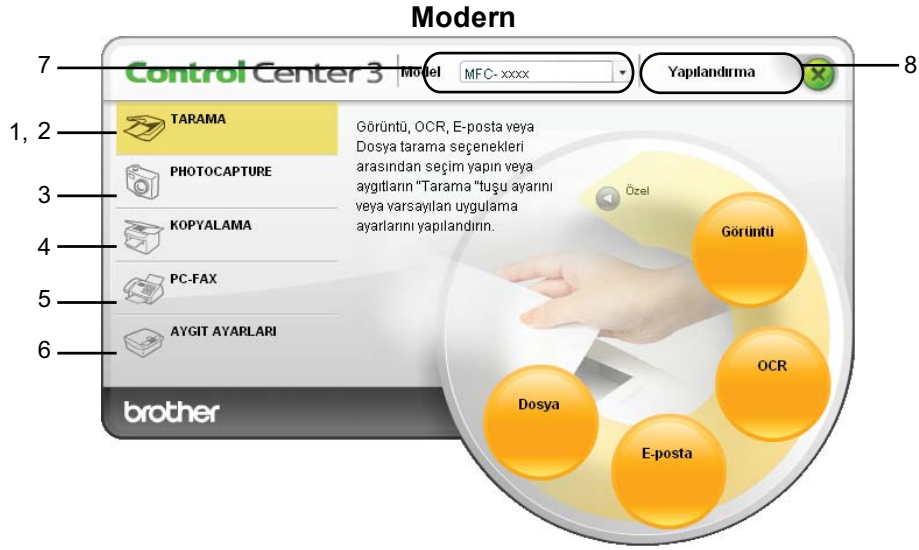 Modern
7
Control Center 3
Model
MFC- xxxx
Yapılandırma
8
1, 2
TARAMA
3
PHOTOCAPTURE
4
KOPYALAMA
5
PC-FAX
6
AYGIT AYARLARI
Görüntü, OCR, E-posta veya
Dosya tarama seçenekleri
arasından seçim yapın veya
aygıtların "Tarama "tuşu ayarını
veya varsayılan uygulama
ayarlarını yapılandırın.
Özel
Görüntü
OCR
E-posta
Dosya
brother